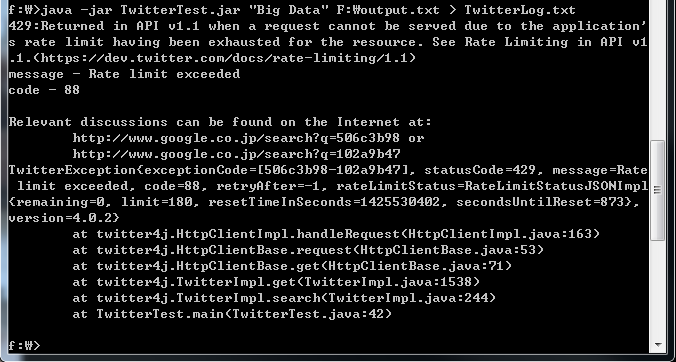 f:₩>java -jar TwitterTest.jar "Big Data" F:₩output.txt > TwitterLog.txt
429:Returned in API v1.1 when a request cannot be served due to the application'
s rate limit having been exhausted for the resource. See Rate Limiting in API v1
.1.(https://dev.twitter.com/docs/rate-limiting/1.1)
message - Rate limit exceeded
code - 88
Relevant discussions can be found on the Internet at:
http://www.google.co.jp/search?q=506c3b98 or
http://www.google.co.jp/search?q=102a9b47
TwitterException{exceptionCode=[506c3b98-102a9b47], statusCode=429, message=Rate
limit exceeded, code=88, retryAfter=-1, rateLimitStatus=RateLimitStatusJSONImpl
{remaining=0, limit=180, resetTimeInSeconds=1425530402, secondsUntilReset=873},
version=4.0.2}
at twitter4j.HttpClientImpl.handleRequest(HttpClientImpl.java:163)
at twitter4j.HttpClientBase.request(HttpClientBase.java:53)
at twitter4j.HttpClientBase.get(HttpClientBase.java:71)
at twitter4j.TwitterImpl.get(TwitterImpl.java:1538)
at twitter4j.TwitterImpl.search(TwitterImpl.java:244)
at TwitterTest.main(TwitterTest.java:42)
f:₩>